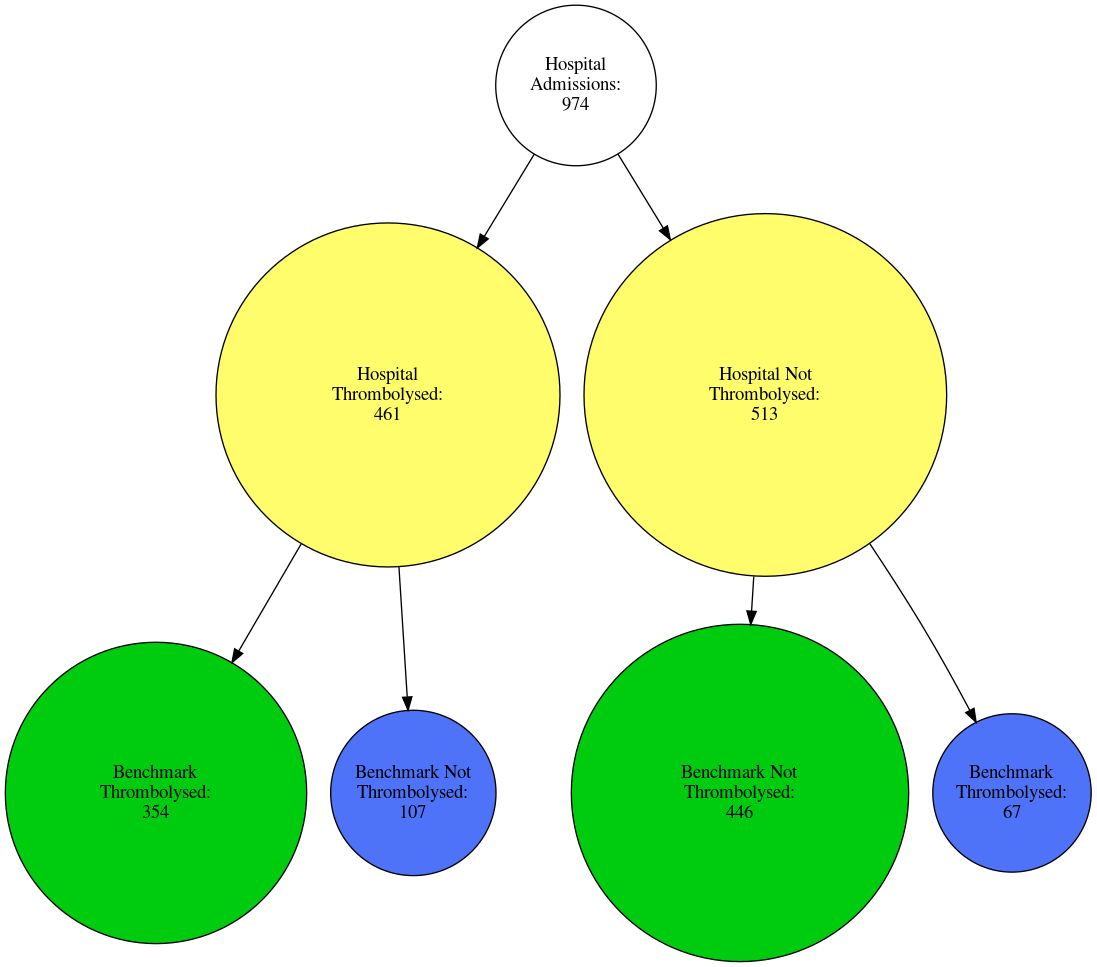 Hospital
Admissions:
974
Hospital
Thrombolysed:
461
Hospital Not
Thrombolysed:
513
Benchmark
Thrombolysed:
354
Benchmark Not
Thrombolysed:
107
Benchmark Not
Thrombolysed:
446
Benchmark
Thrombolysed:
67